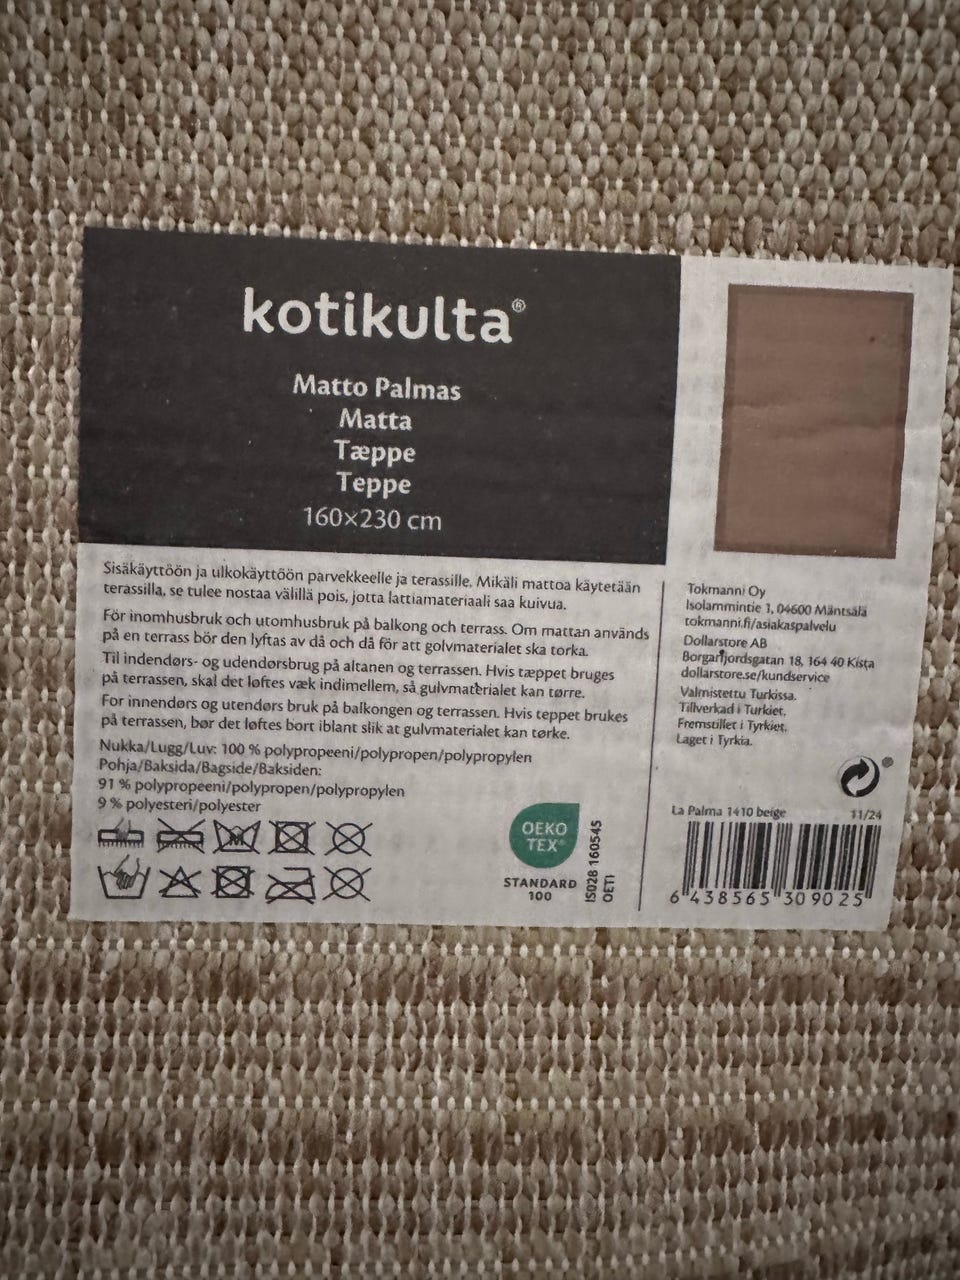 kotikulta®
Matto Palmas
Matta
Tæppe
Teppe
160×230 cm
Sisäkäyttöön ja ulkokäyttöön parvekkeelle ja terassille. Mikäli mattoa käytetään
terassilla, se tulee nostaa välillä pois, jotta lattiamateriaali saa kuivua.
För inomhusbruk och utomhusbruk på balkong och terrass. Om mattan används
på en terrass bör den lyftas av då och då för att golvmaterialet ska torka.
Til indendørs- og udendørsbrug på altanen og terrassen. Hvis tæppet bruges
på terrassen, skal det løftes væk indimellem, så gulvmaterialet kan tørre.
For innendørs og utendørs bruk på balkongen og terrassen. Hvis teppet brukes
på terrassen, bør det løftes bort iblant slik at gulvmaterialet kan tørke.
Nukka/Lugg/Luv: 100 % polypropeeni/polypropen/polypropylen
Pohja/Baksida/Bagside/Baksiden:
91 % polypropeeni/polypropen/polypropylen
9 % polyesteri/polyester
OEKO
TEX®
STANDARD
100
IS028 160545
OETI
Tokmanni Oy
Isolammintie 1, 04600 Mäntsälä
tokmanni.fi/asiakaspalvelu
Dollarstore AB
Borgarfjordsgatan 18, 164 40 Kista
dollarstore.se/kundservice
Valmistettu Turkissa.
Tillverkad i Turkiet.
Fremstillet i Tyrkiet.
Laget i Tyrkia.
La Palma 1410 beige 11/24
6 438565 309025